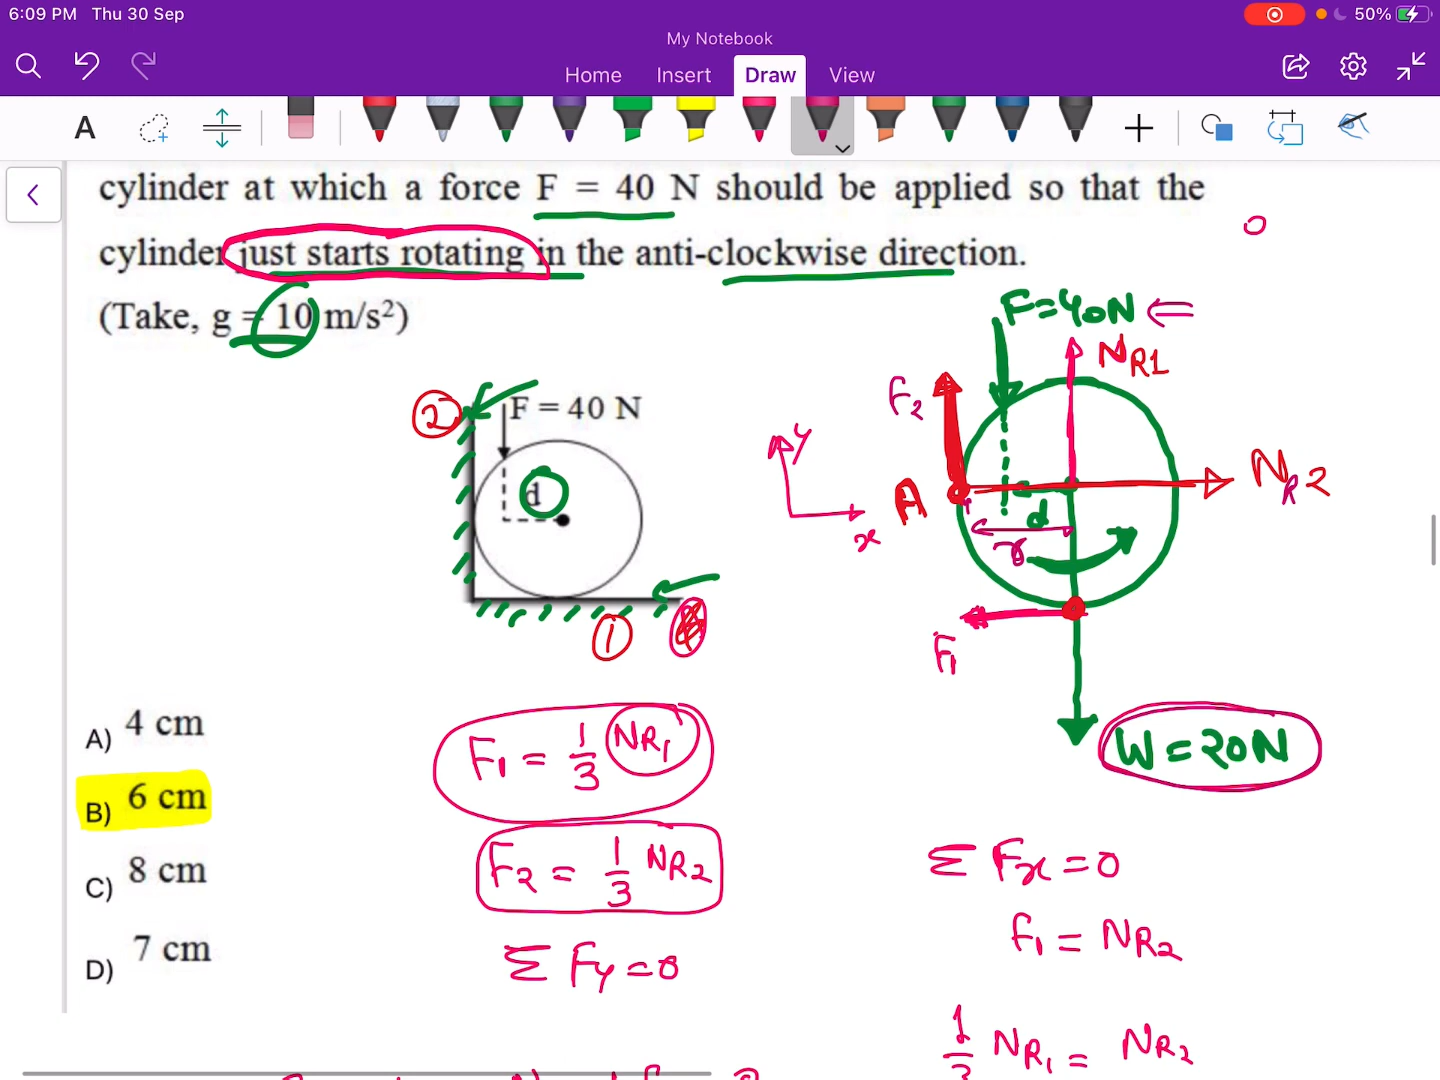 6:09 PM Thu 30 Sep
50%
My Notebook
Home Insert Draw View
A
cylinder at which a force F = 40 N should be applied so that the
cylinder just starts rotating in the anti-clockwise direction.
(Take, g = 10 m/s²)
F = 40 N
d
2
1
F=40N
NR1
F2
y
x
A
NR2
d
r
F1
W=20N
A) 4 cm
B) 6 cm
C) 8 cm
D) 7 cm
F1 = 1/3 NR1
F2 = 1/3 NR2
Σ Fy=0
Σ Fx=0
F1 = NR2
1/3 NR1 = NR2